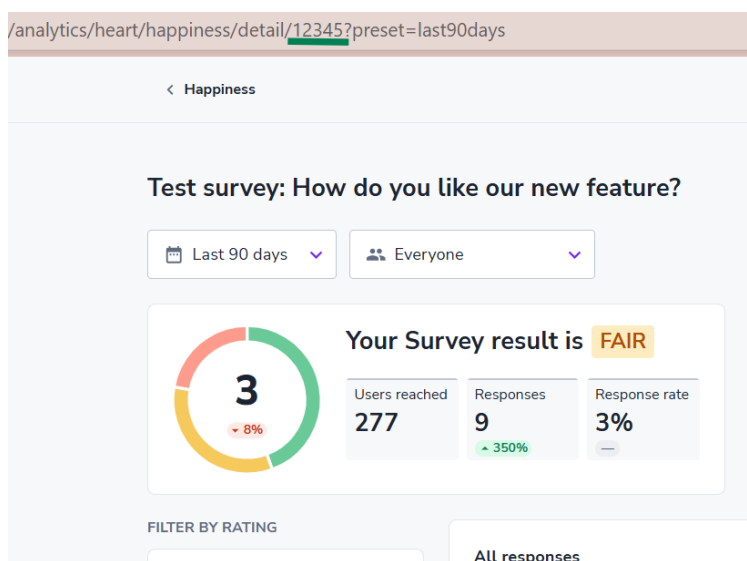 /analytics/heart/happiness/detail/12345?preset=last90days
Happiness
Test survey: How do you like our new feature?
Last 90 days
Everyone
Your Survey result is FAIR
3
8%
Users reached
277
Responses
9
350%
Response rate
3%
—
FILTER BY RATING
All responses